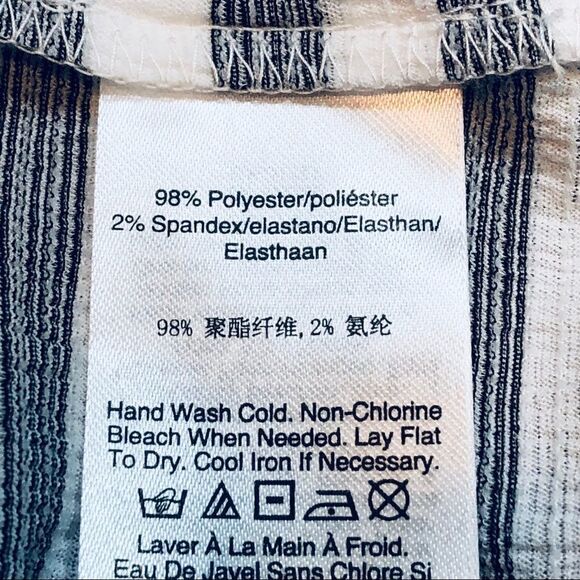 98% Polyester/poliéster
2% Spandex/elastano/Elasthan/
Elasthaan
98% 聚酯纤维, 2% 氨纶
Hand Wash Cold. Non-Chlorine
Bleach When Needed. Lay Flat
To Dry. Cool Iron If Necessary.
Laver À La Main À Froid.
Eau De Javel Sans Chlore Si